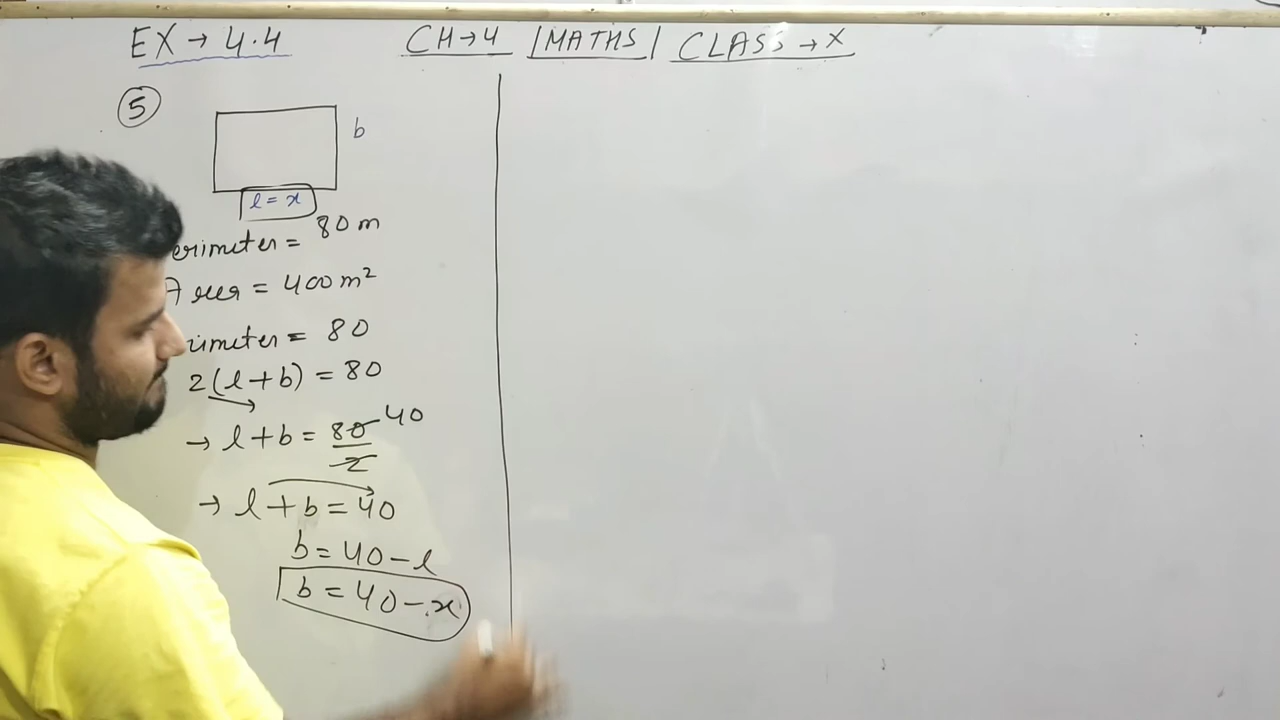 EX → 4.4 CH→4 | MATHS | CLASS → X
5
b
l = x
erimeter = 80 m
Area = 400 m²
imeter = 80
2(l+b) = 80
→ l+b = 80/2 40
→ l+b = 40
b = 40-l
b = 40-x